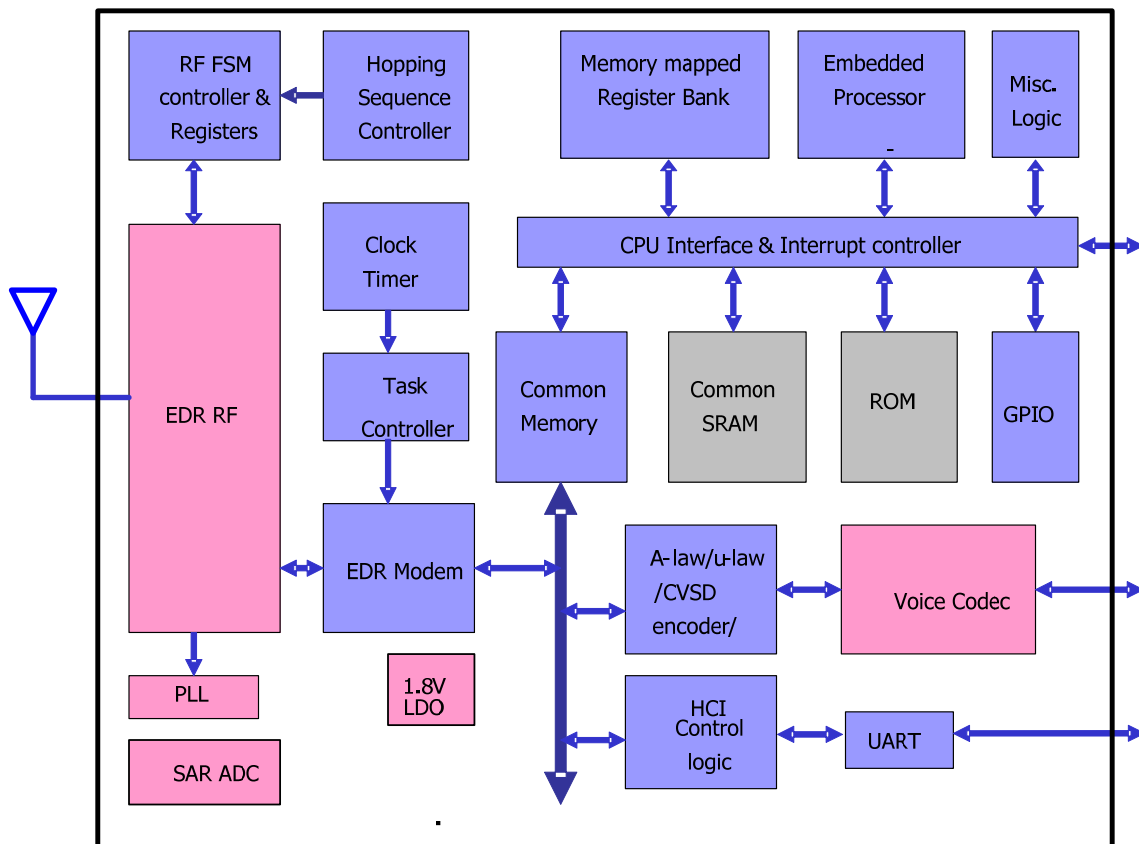 RF FSM
controller &
Registers
Hopping
Sequence
Controller
Memory mapped
Register Bank
Embedded
Processor
-
Misc.
Logic
Clock
Timer
CPU Interface & Interrupt controller
Task
Controller
EDR RF
Common
Memory
Common
SRAM
ROM
GPIO
EDR Modem
A-law/u-law
/CVSD
encoder/
Voice Codec
PLL
1.8V
LDO
HCI
Control
logic
UART
SAR ADC
.